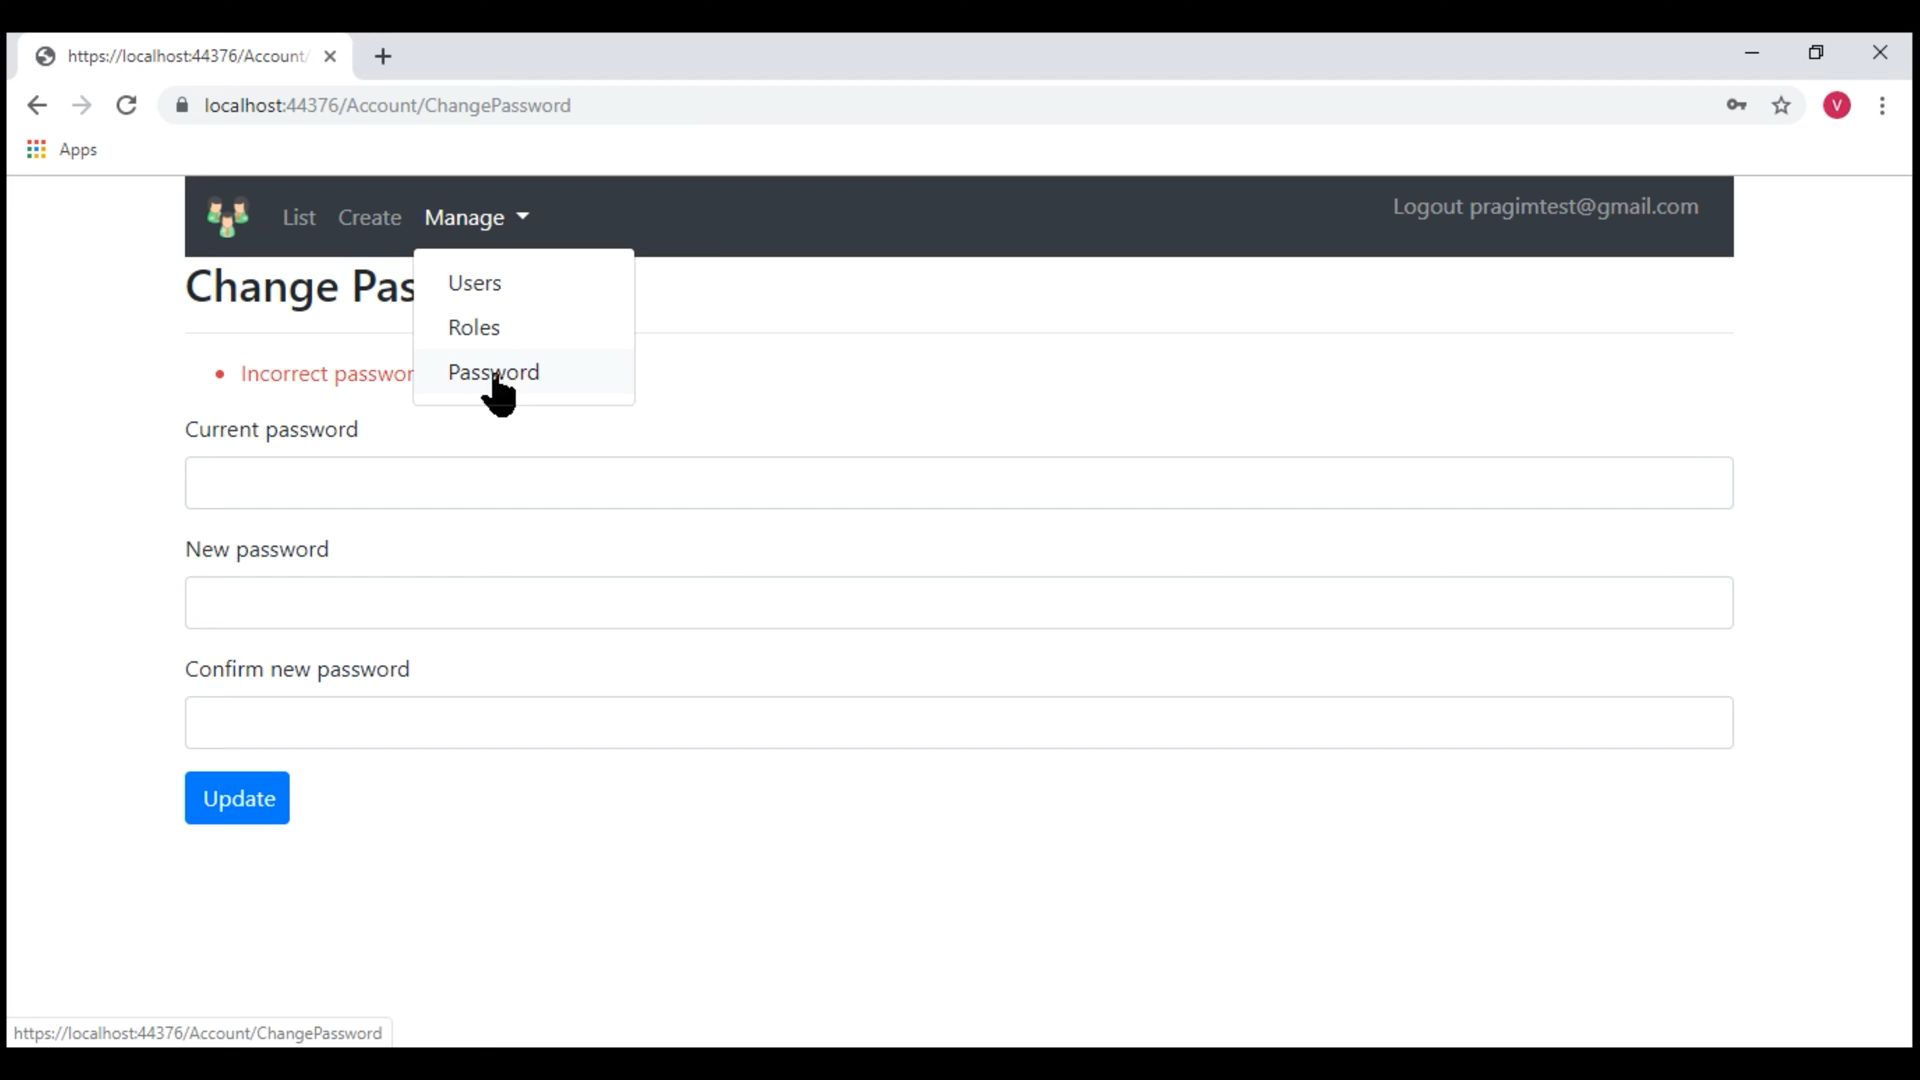 https://localhost:44376/Account/
localhost:44376/Account/ChangePassword
V
Apps
List Create Manage
Logout pragimtest@gmail.com
Users
Roles
Password
Change Pas
Incorrect passwor
Current password
New password
Confirm new password
Update
https://localhost:44376/Account/ChangePassword